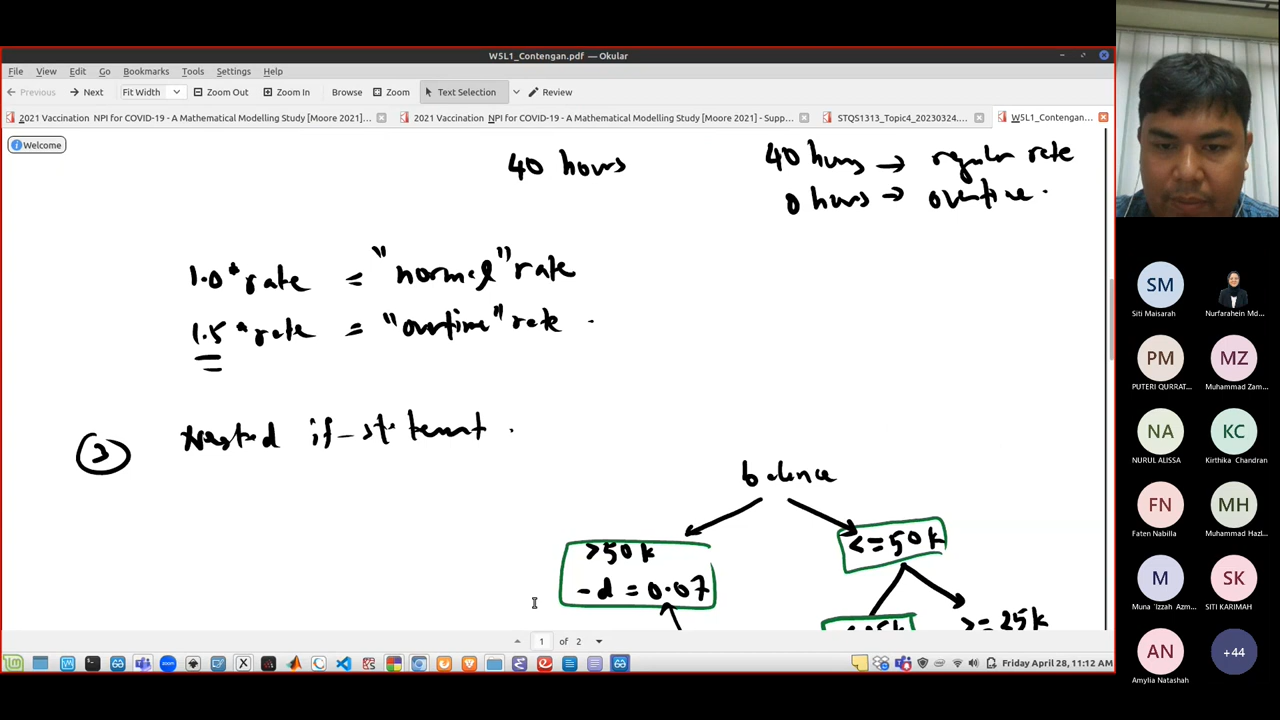 W5L1_Contengan.pdf — Okular
File View Edit Go Bookmarks Tools Settings Help
Previous Next Fit Width Zoom Out Zoom In Browse Zoom Text Selection Review
2021 Vaccination NPI for COVID-19 - A Mathematical Modelling Study [Moore 2021]...
2021 Vaccination NPI for COVID-19 - A Mathematical Modelling Study [Moore 2021] - Supp...
STQS1313_Topic4_20230324....
W5L1_Contengan...
Welcome
40 hours
40 hours → regular rate
0 hours → overtime.
1.0*rate = "normal" rate
1.5*rate = "overtime" rate.
3 Nested if-statement.
balance
>50k
- d = 0.07
<=50k
>= 25k
1 of 2
Friday April 28, 11:12 AM
SM
Siti Maisarah
Nurfarahein Md...
PM
PUTERI QURRAT...
MZ
Muhammad Zam...
NA
NURUL ALISSA
KC
Kirthika Chandran
FN
Faten Nabilla
MH
Muhammad Hazl...
M
Muna 'Izzah Azm...
SK
SITI KARIMAH
AN
Amylia Natashah
+44